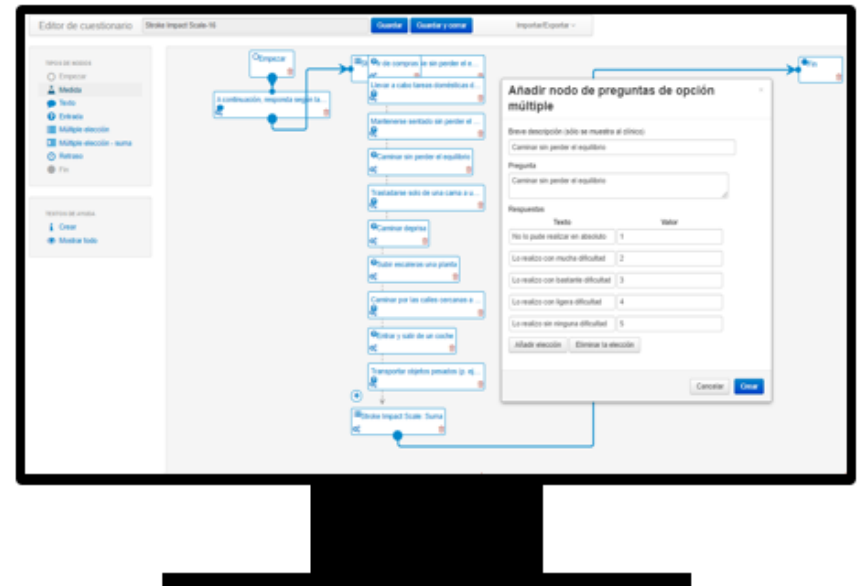 Editor de cuestionario
Stroke Impact Scale-16
Guardar
Guardar y cerrar
Importar/Exportar
TIPOS DE NODOS
Empezar
Medida
Texto
Entrada
Múltiple elección
Múltiple elección - suma
Retraso
Fin
TEXTOS DE AYUDA
Crear
Mostrar todo
Empezar
A continuación, responda según la...
de compras sin perder el e...
Llevar a cabo tareas domésticas d...
Mantenerse sentado sin perder el ...
Caminar sin perder el equilibrio
Trasladarse solo de una cama a u...
Caminar deprisa
Subir escaleras una planta
Caminar por las calles cercanas a ...
Entrar y salir de un coche
Transportar objetos pesados (p. ej...
Stroke Impact Scale: Suma
Fin
Añadir nodo de preguntas de opción
múltiple
Breve descripción (sólo se muestra al clínico)
Caminar sin perder el equilibrio
Pregunta
Caminar sin perder el equilibrio
Respuestas
Texto Valor
No lo pude realizar en absoluto 1
Lo realizo con mucha dificultad 2
Lo realizo con bastante dificultad 3
Lo realizo con ligera dificultad 4
Lo realizo sin ninguna dificultad 5
Añadir elección Eliminar la elección
Cancelar Crear